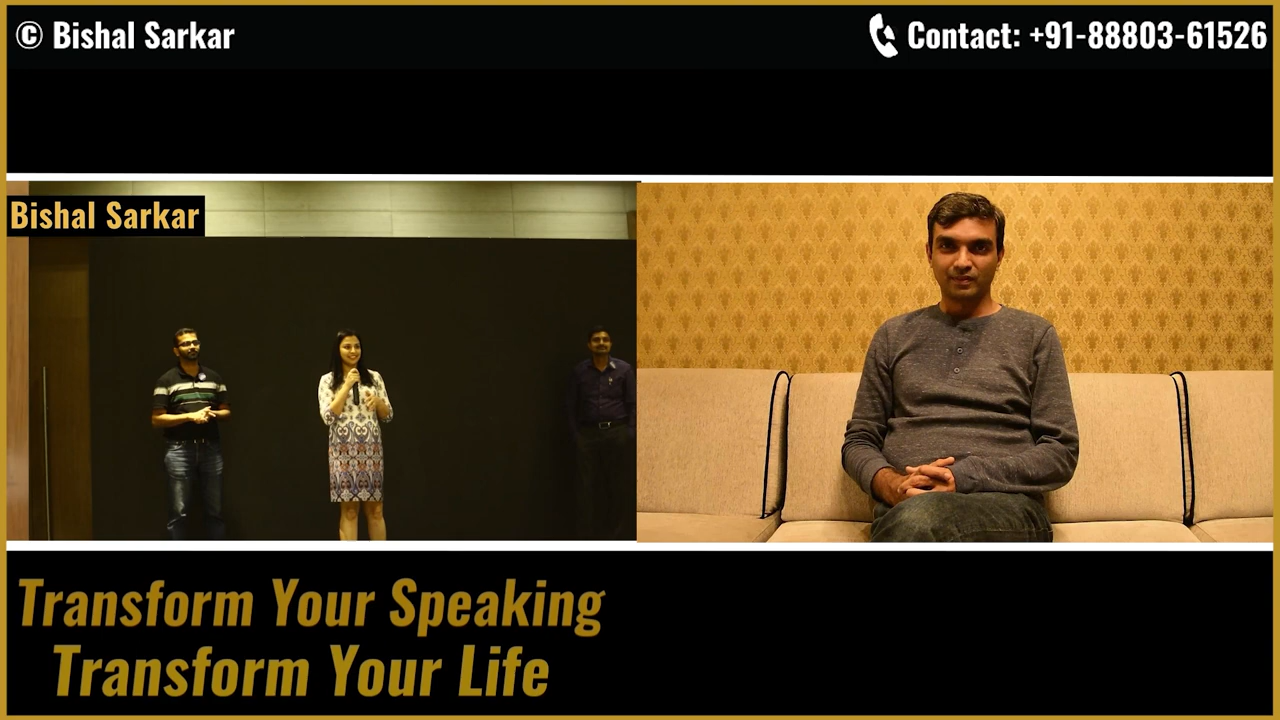 © Bishal Sarkar
Contact: +91-88803-61526
Bishal Sarkar
Transform Your Speaking
Transform Your Life